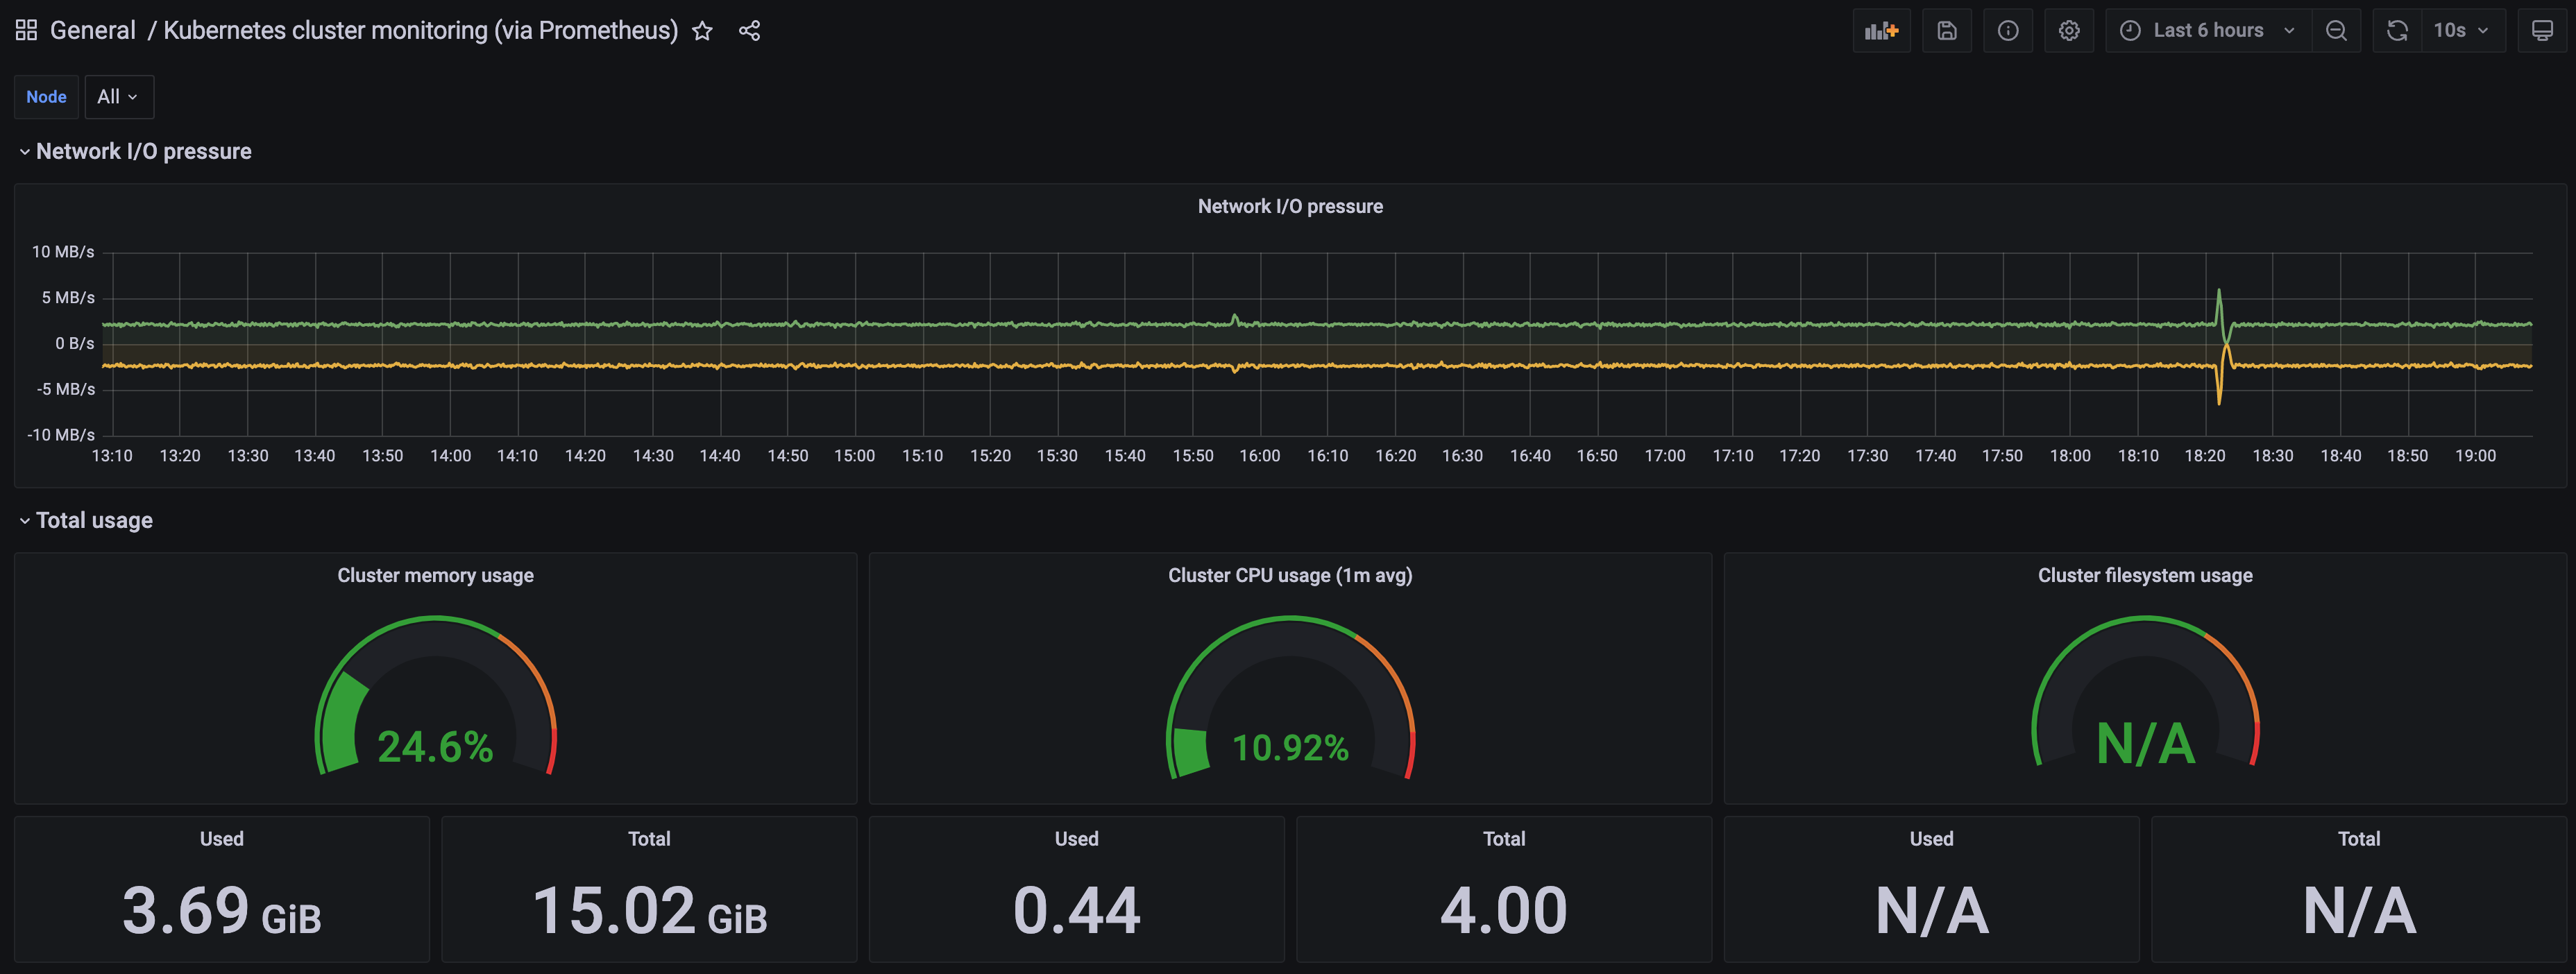 General / Kubernetes cluster monitoring (via Prometheus)
Last 6 hours
10s
Node
All
Network I/O pressure
Network I/O pressure
10 MB/s
5 MB/s
0 B/s
-5 MB/s
-10 MB/s
13:10 13:20 13:30 13:40 13:50 14:00 14:10 14:20 14:30 14:40 14:50 15:00 15:10 15:20 15:30 15:40 15:50 16:00 16:10 16:20 16:30 16:40 16:50 17:00 17:10 17:20 17:30 17:40 17:50 18:00 18:10 18:20 18:30 18:40 18:50 19:00
Total usage
Cluster memory usage
24.6%
Cluster CPU usage (1m avg)
10.92%
Cluster filesystem usage
N/A
Used
3.69 GiB
Total
15.02 GiB
Used
0.44
Total
4.00
Used
N/A
Total
N/A